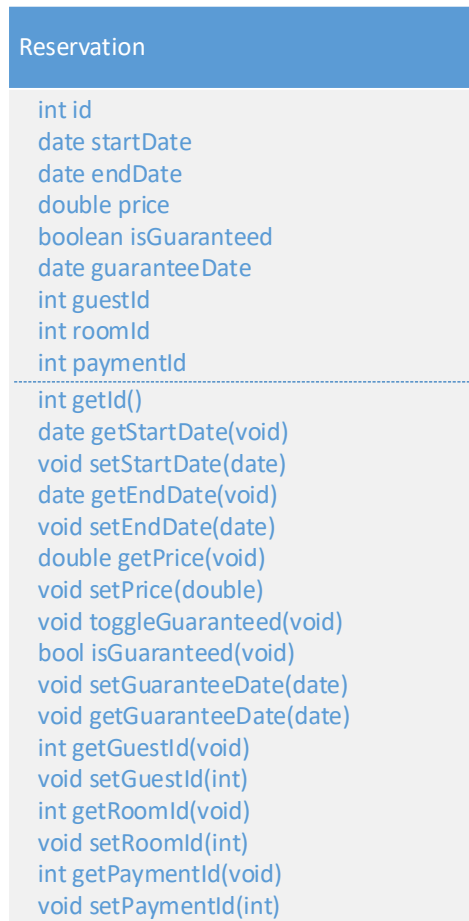 Reservation
int id
date startDate
date endDate
double price
boolean isGuaranteed
date guaranteeDate
int guestId
int roomId
int paymentId
int getId()
date getStartDate(void)
void setStartDate(date)
date getEndDate(void)
void setEndDate(date)
double getPrice(void)
void setPrice(double)
void toggleGuaranteed(void)
bool isGuaranteed(void)
void setGuaranteeDate(date)
void getGuaranteeDate(date)
int getGuestId(void)
void setGuestId(int)
int getRoomId(void)
void setRoomId(int)
int getPaymentId(void)
void setPaymentId(int)